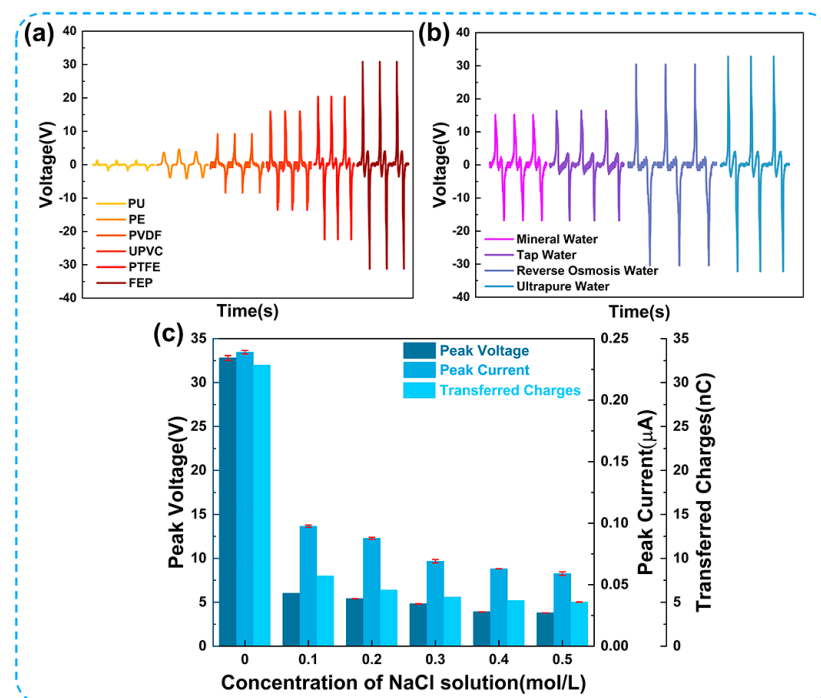 (a)
40
30
20
10
0
-10
-20
-30
-40
Voltage(V)
PU
PE
PVDF
UPVC
PTFE
FEP
Time(s)
(b)
40
30
20
10
0
-10
-20
-30
-40
Voltage(V)
Mineral Water
Tap Water
Reverse Osmosis Water
Ultrapure Water
Time(s)
(c)
35
30
25
20
15
10
5
0
Peak Voltage(V)
Peak Voltage
Peak Current
Transferred Charges
0.25
0.20
0.15
0.10
0.05
0.00
Peak Current(μA)
35
30
25
20
15
10
5
0
Transferred Charges(nC)
0 0.1 0.2 0.3 0.4 0.5
Concentration of NaCl solution(mol/L)